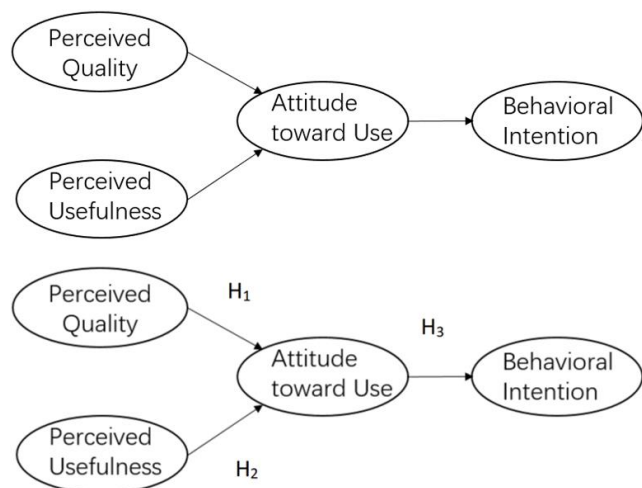 Perceived
Quality
Attitude
toward Use
Behavioral
Intention
Perceived
Usefulness
Perceived
Quality
H₁
Attitude
toward Use
H₃
Behavioral
Intention
Perceived
Usefulness
H₂